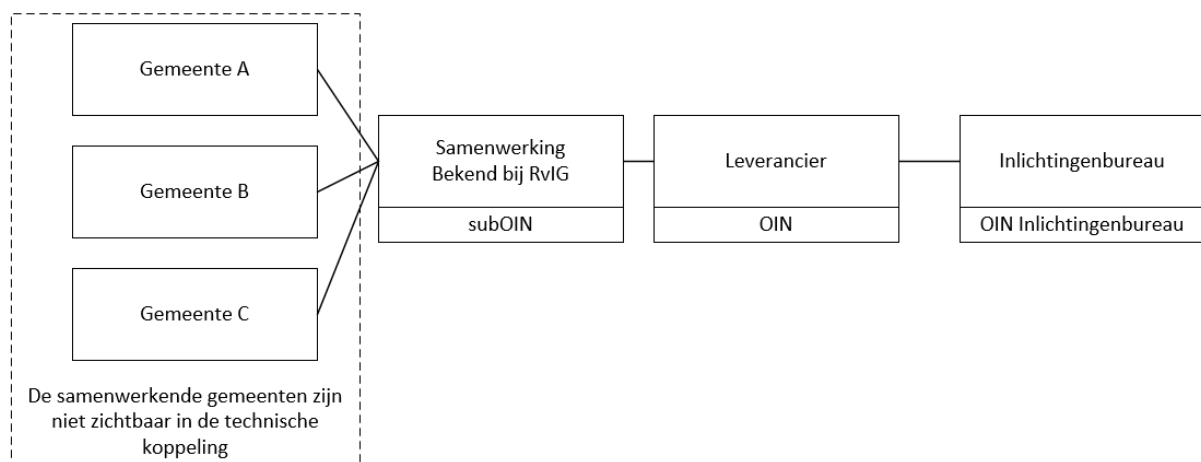 Gemeente A
Gemeente B
Gemeente C
De samenwerkende gemeenten zijn
niet zichtbaar in de technische
koppeling
Samenwerking
Bekend bij RvIG
subOIN
Leverancier
OIN
Inlichtingenbureau
OIN Inlichtingenbureau